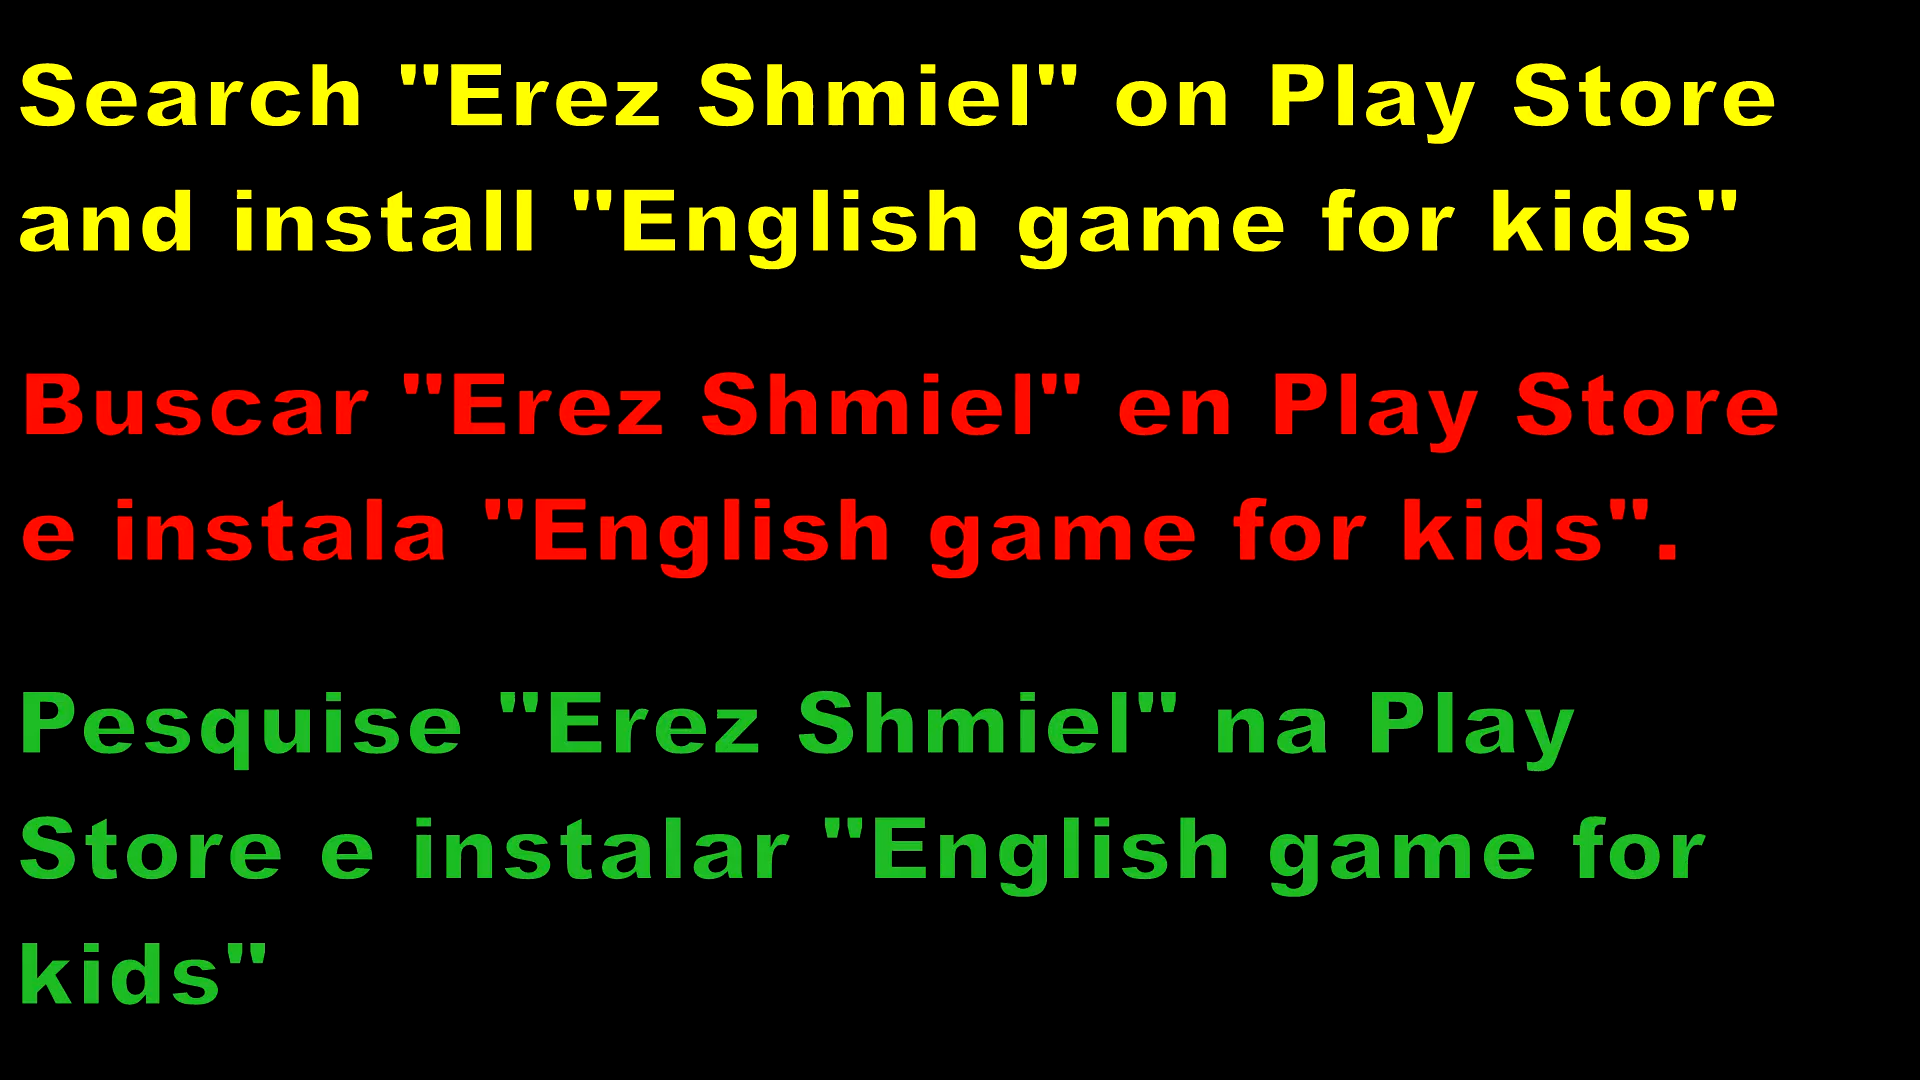 Search "Erez Shmiel" on Play Store
and install "English game for kids"
Buscar "Erez Shmiel" en Play Store
e instala "English game for kids".
Pesquise "Erez Shmiel" na Play
Store e instalar "English game for
kids"